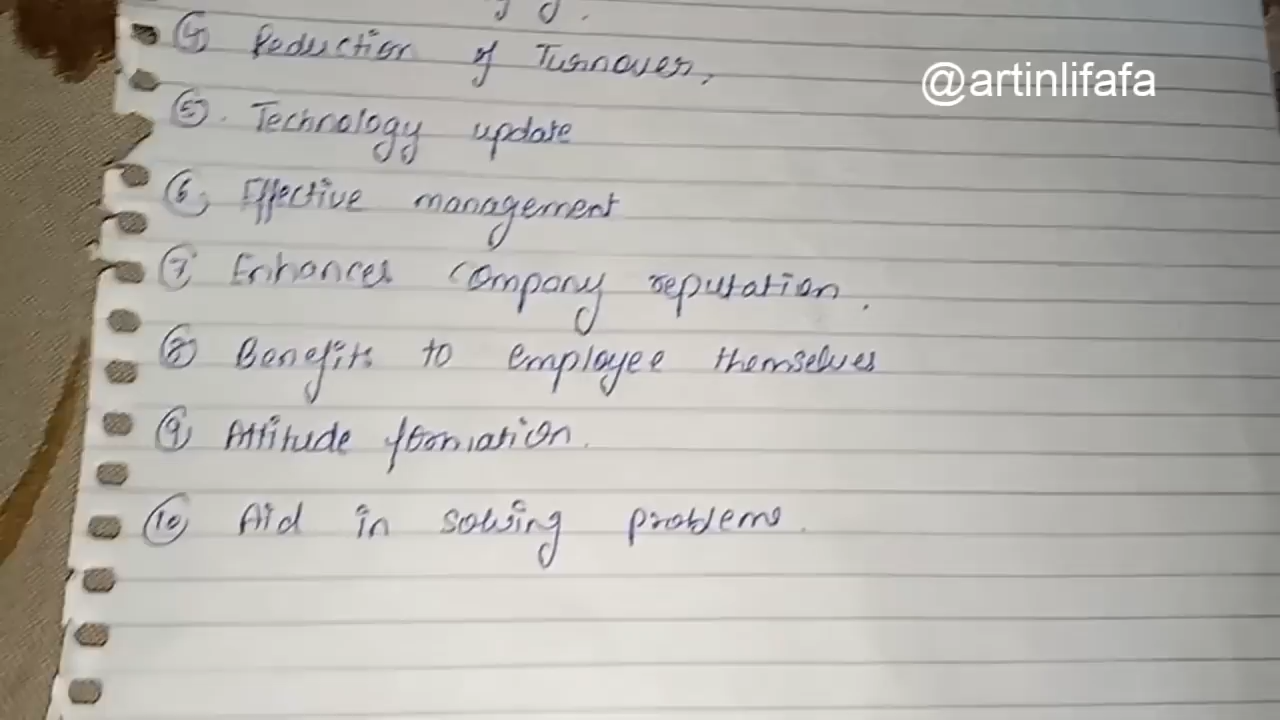 ④ Reduction of Turnover,
@artinlifafa
⑤. Technology update
⑥, Effective management
⑦ Enhances company reputation.
⑧ Benefits to employee themselves
⑨ Attitude formation.
⑩ Aid in solving problems.